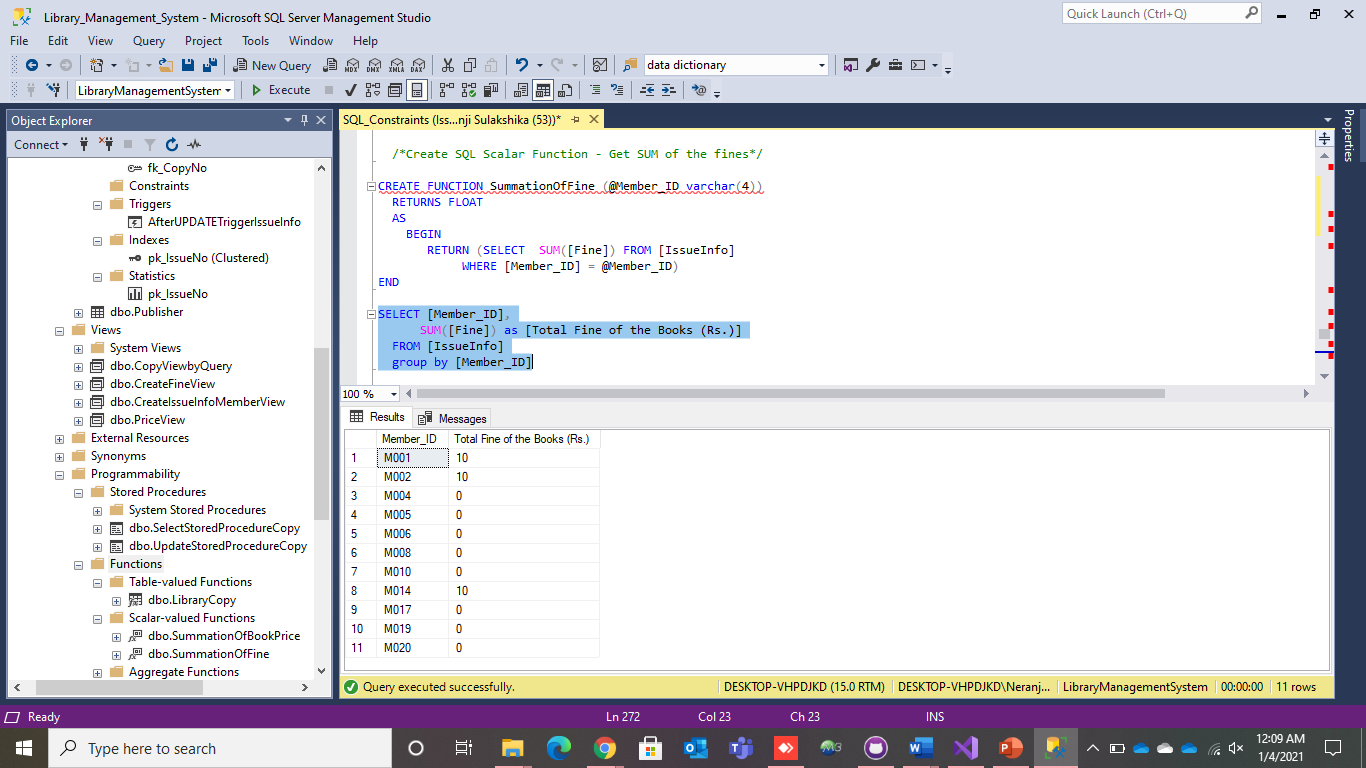 Library_Management_System - Microsoft SQL Server Management Studio
Quick Launch (Ctrl+Q)
File Edit View Query Project Tools Window Help
New Query
MDX DMX XMLA DAX
data dictionary
LibraryManagementSystem
Execute
Object Explorer
Connect
fk_CopyNo
Constraints
Triggers
AfterUPDATETriggerIssueInfo
Indexes
pk_IssueNo (Clustered)
Statistics
pk_IssueNo
dbo.Publisher
Views
System Views
dbo.CopyViewbyQuery
dbo.CreateFineView
dbo.CreateIssueInfoMemberView
dbo.PriceView
External Resources
Synonyms
Programmability
Stored Procedures
System Stored Procedures
dbo.SelectStoredProcedureCopy
dbo.UpdateStoredProcedureCopy
Functions
Table-valued Functions
dbo.LibraryCopy
Scalar-valued Functions
dbo.SummationOfBookPrice
dbo.SummationOfFine
Aggregate Functions
SQL_Constraints (Iss...nji Sulakshika (53))*
/*Create SQL Scalar Function - Get SUM of the fines*/
CREATE FUNCTION SummationOfFine (@Member_ID varchar(4))
RETURNS FLOAT
AS
BEGIN
RETURN (SELECT SUM([Fine]) FROM [IssueInfo]
WHERE [Member_ID] = @Member_ID)
END
SELECT [Member_ID],
SUM([Fine]) as [Total Fine of the Books (Rs.)]
FROM [IssueInfo]
group by [Member_ID]
100 %
Results Messages
Member_ID Total Fine of the Books (Rs.)
1 M001 10
2 M002 10
3 M004 0
4 M005 0
5 M006 0
6 M008 0
7 M010 0
8 M014 10
9 M017 0
10 M019 0
11 M020 0
Properties
Query executed successfully.
DESKTOP-VHPDJKD (15.0 RTM) DESKTOP-VHPDJKD\Neranj... LibraryManagementSystem 00:00:00 11 rows
Ready Ln 272 Col 23 Ch 23 INS
Type here to search
12:09 AM
1/4/2021